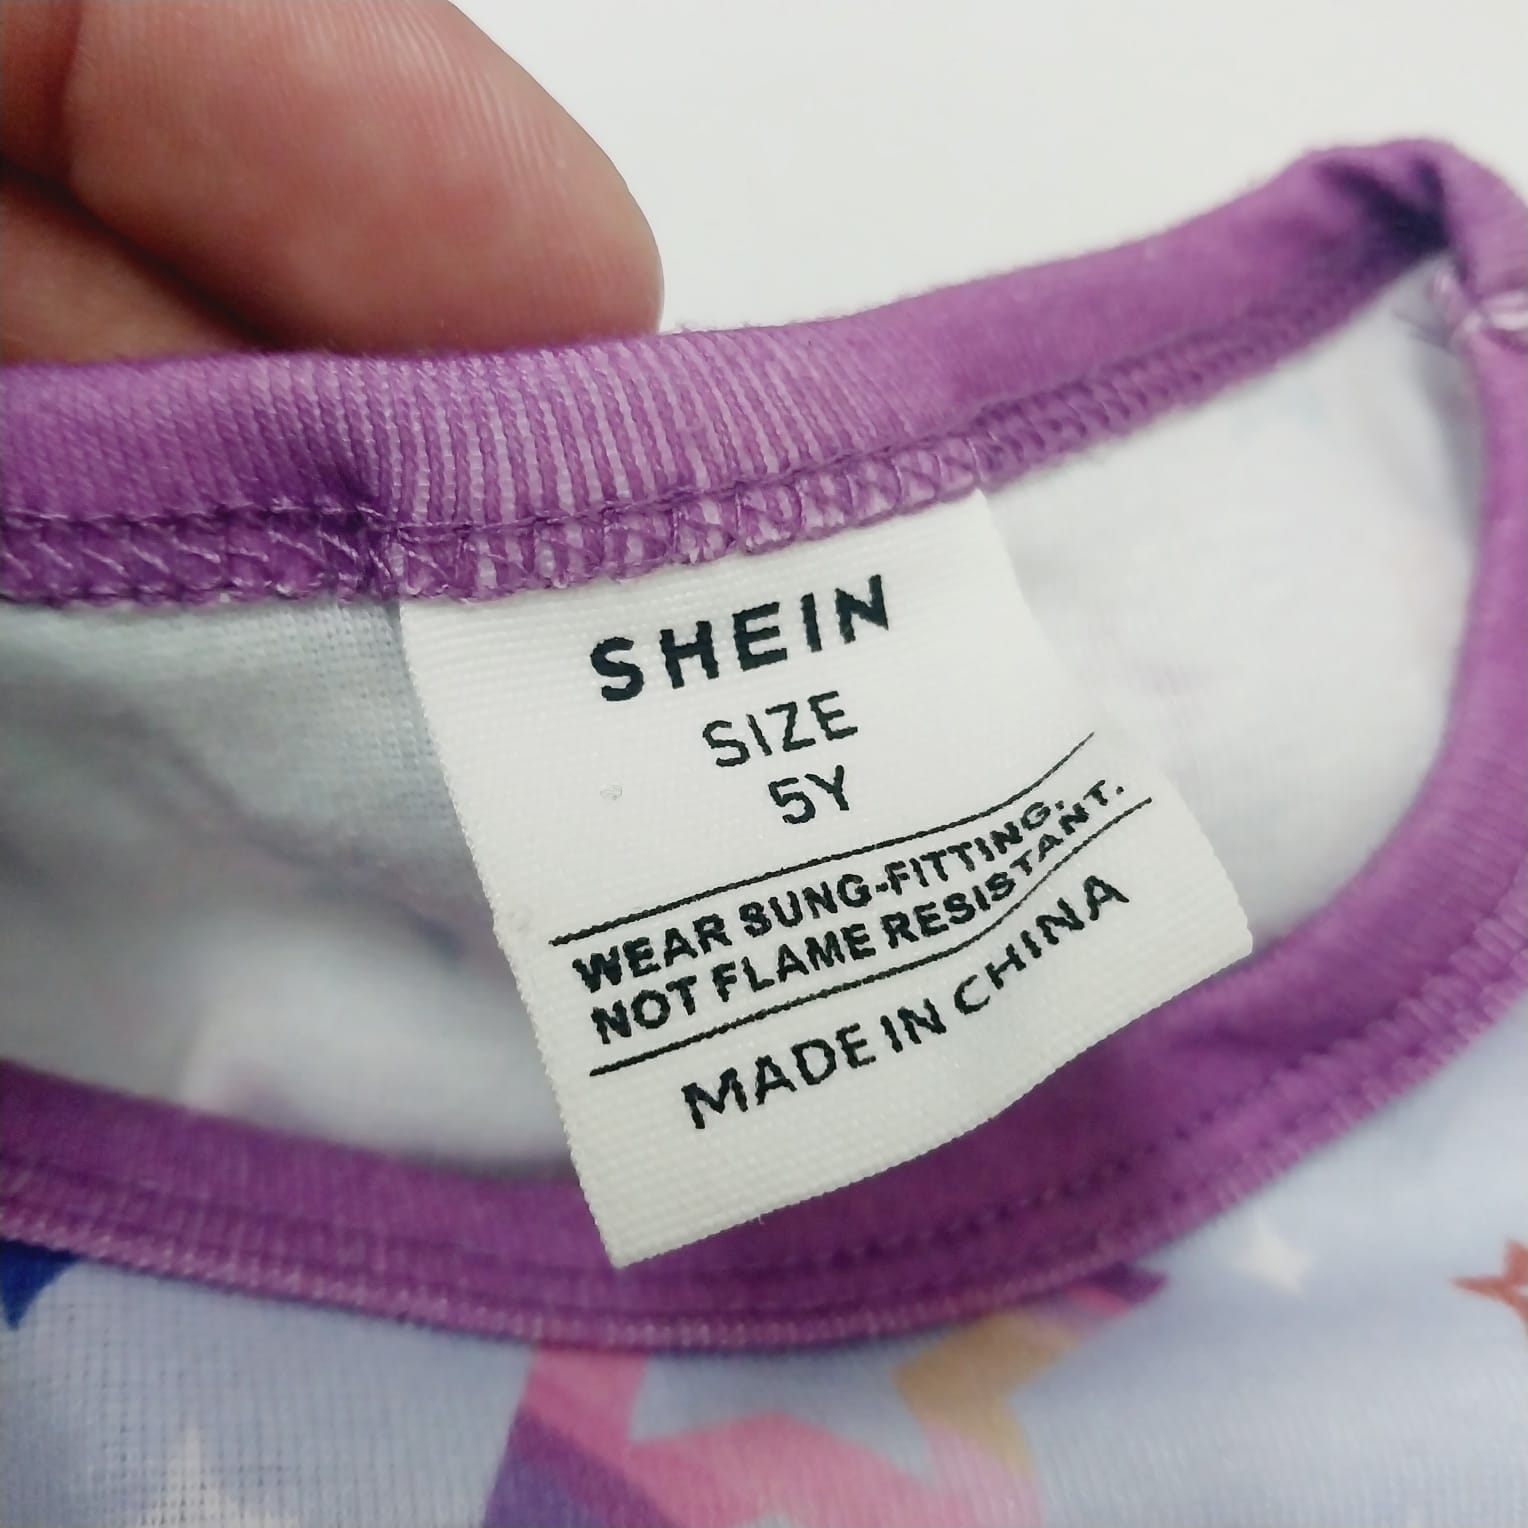 SHEIN
SIZE
5Y
WEAR SUNG-FITTING.
NOT FLAME RESISTANT.
MADE IN CHINA